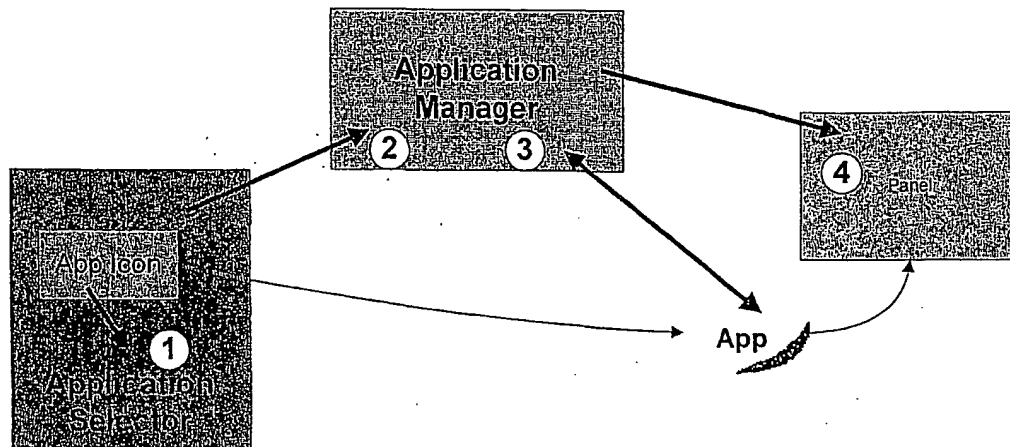 Application
Manager
2
3
4
Panel
App Icon
1
App
Application
Selector